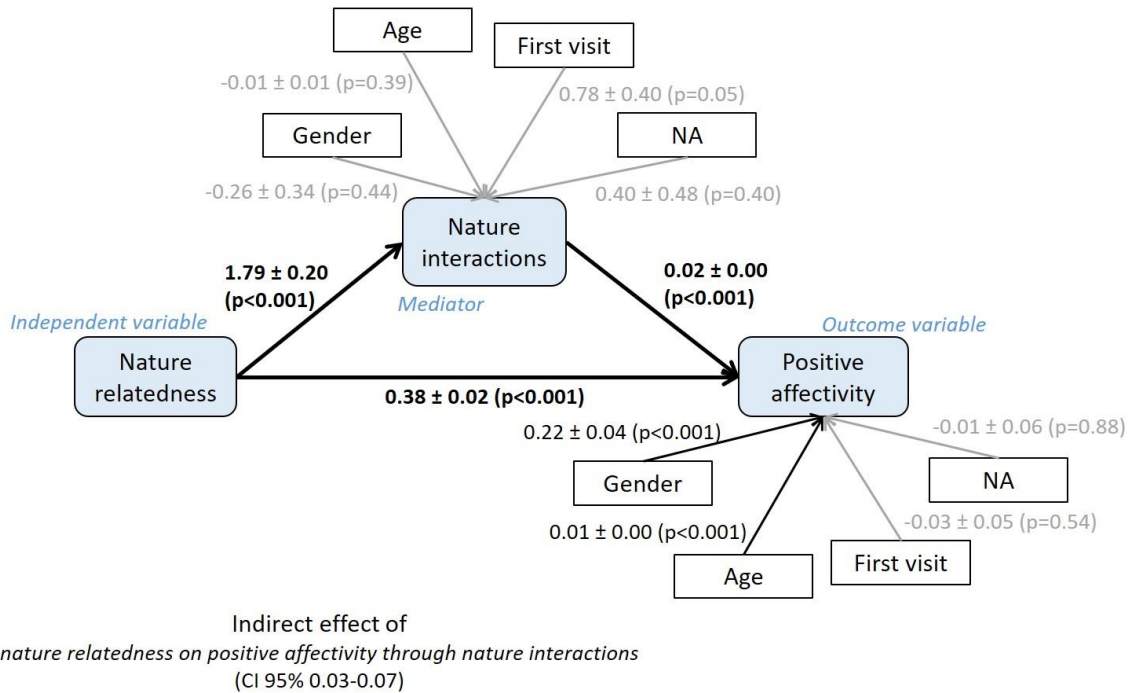 Age
First visit
-0.01 ± 0.01 (p=0.39)
0.78 ± 0.40 (p=0.05)
Gender
NA
-0.26 ± 0.34 (p=0.44)
0.40 ± 0.48 (p=0.40)
Nature
interactions
1.79 ± 0.20
(p<0.001)
0.02 ± 0.00
(p<0.001)
Mediator
Independent variable
Outcome variable
Nature
relatedness
Positive
affectivity
0.38 ± 0.02 (p<0.001)
0.22 ± 0.04 (p<0.001)
-0.01 ± 0.06 (p=0.88)
Gender
NA
0.01 ± 0.00 (p<0.001)
-0.03 ± 0.05 (p=0.54)
Age
First visit
Indirect effect of
nature relatedness on positive affectivity through nature interactions
(CI 95% 0.03-0.07)